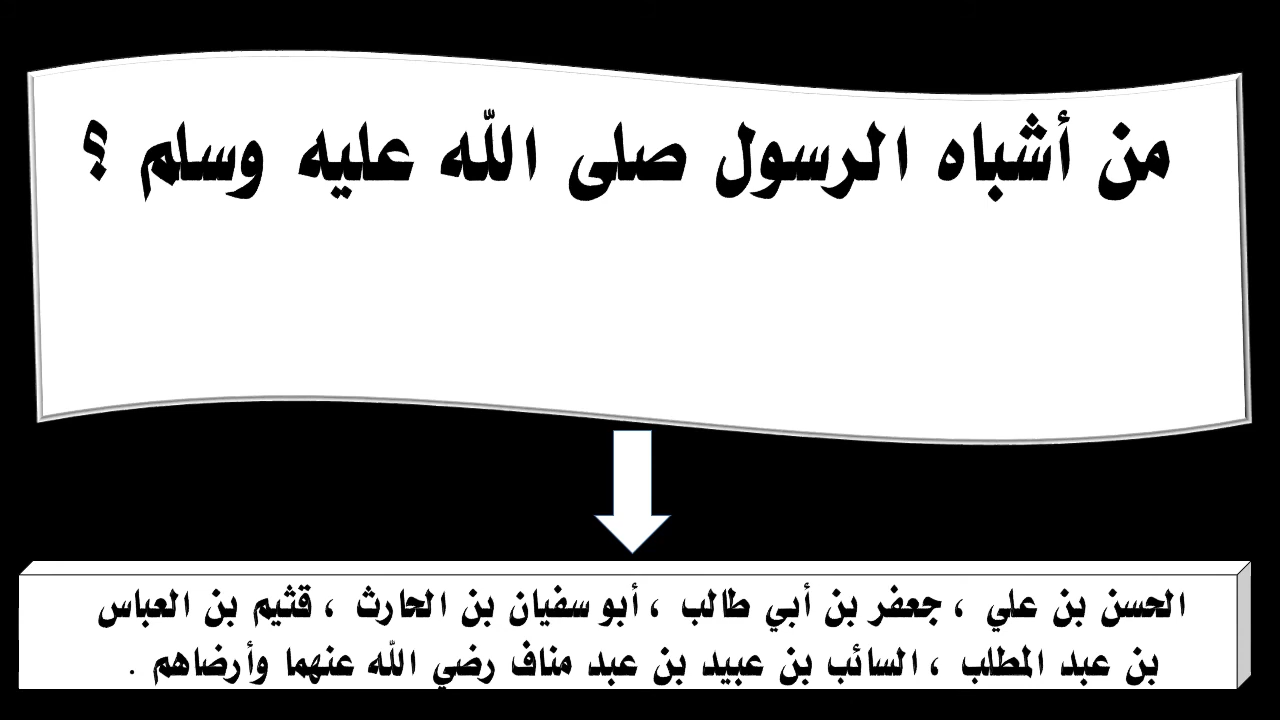 من أشباه الرسول صلى الله عليه وسلم ؟
الحسن بن علي ، جعفر بن أبي طالب ، أبو سفيان بن الحارث ، قثيم بن العباس
بن عبد المطلب ، السائب بن عبيد بن عبد مناف رضي الله عنهما وأرضاهم .